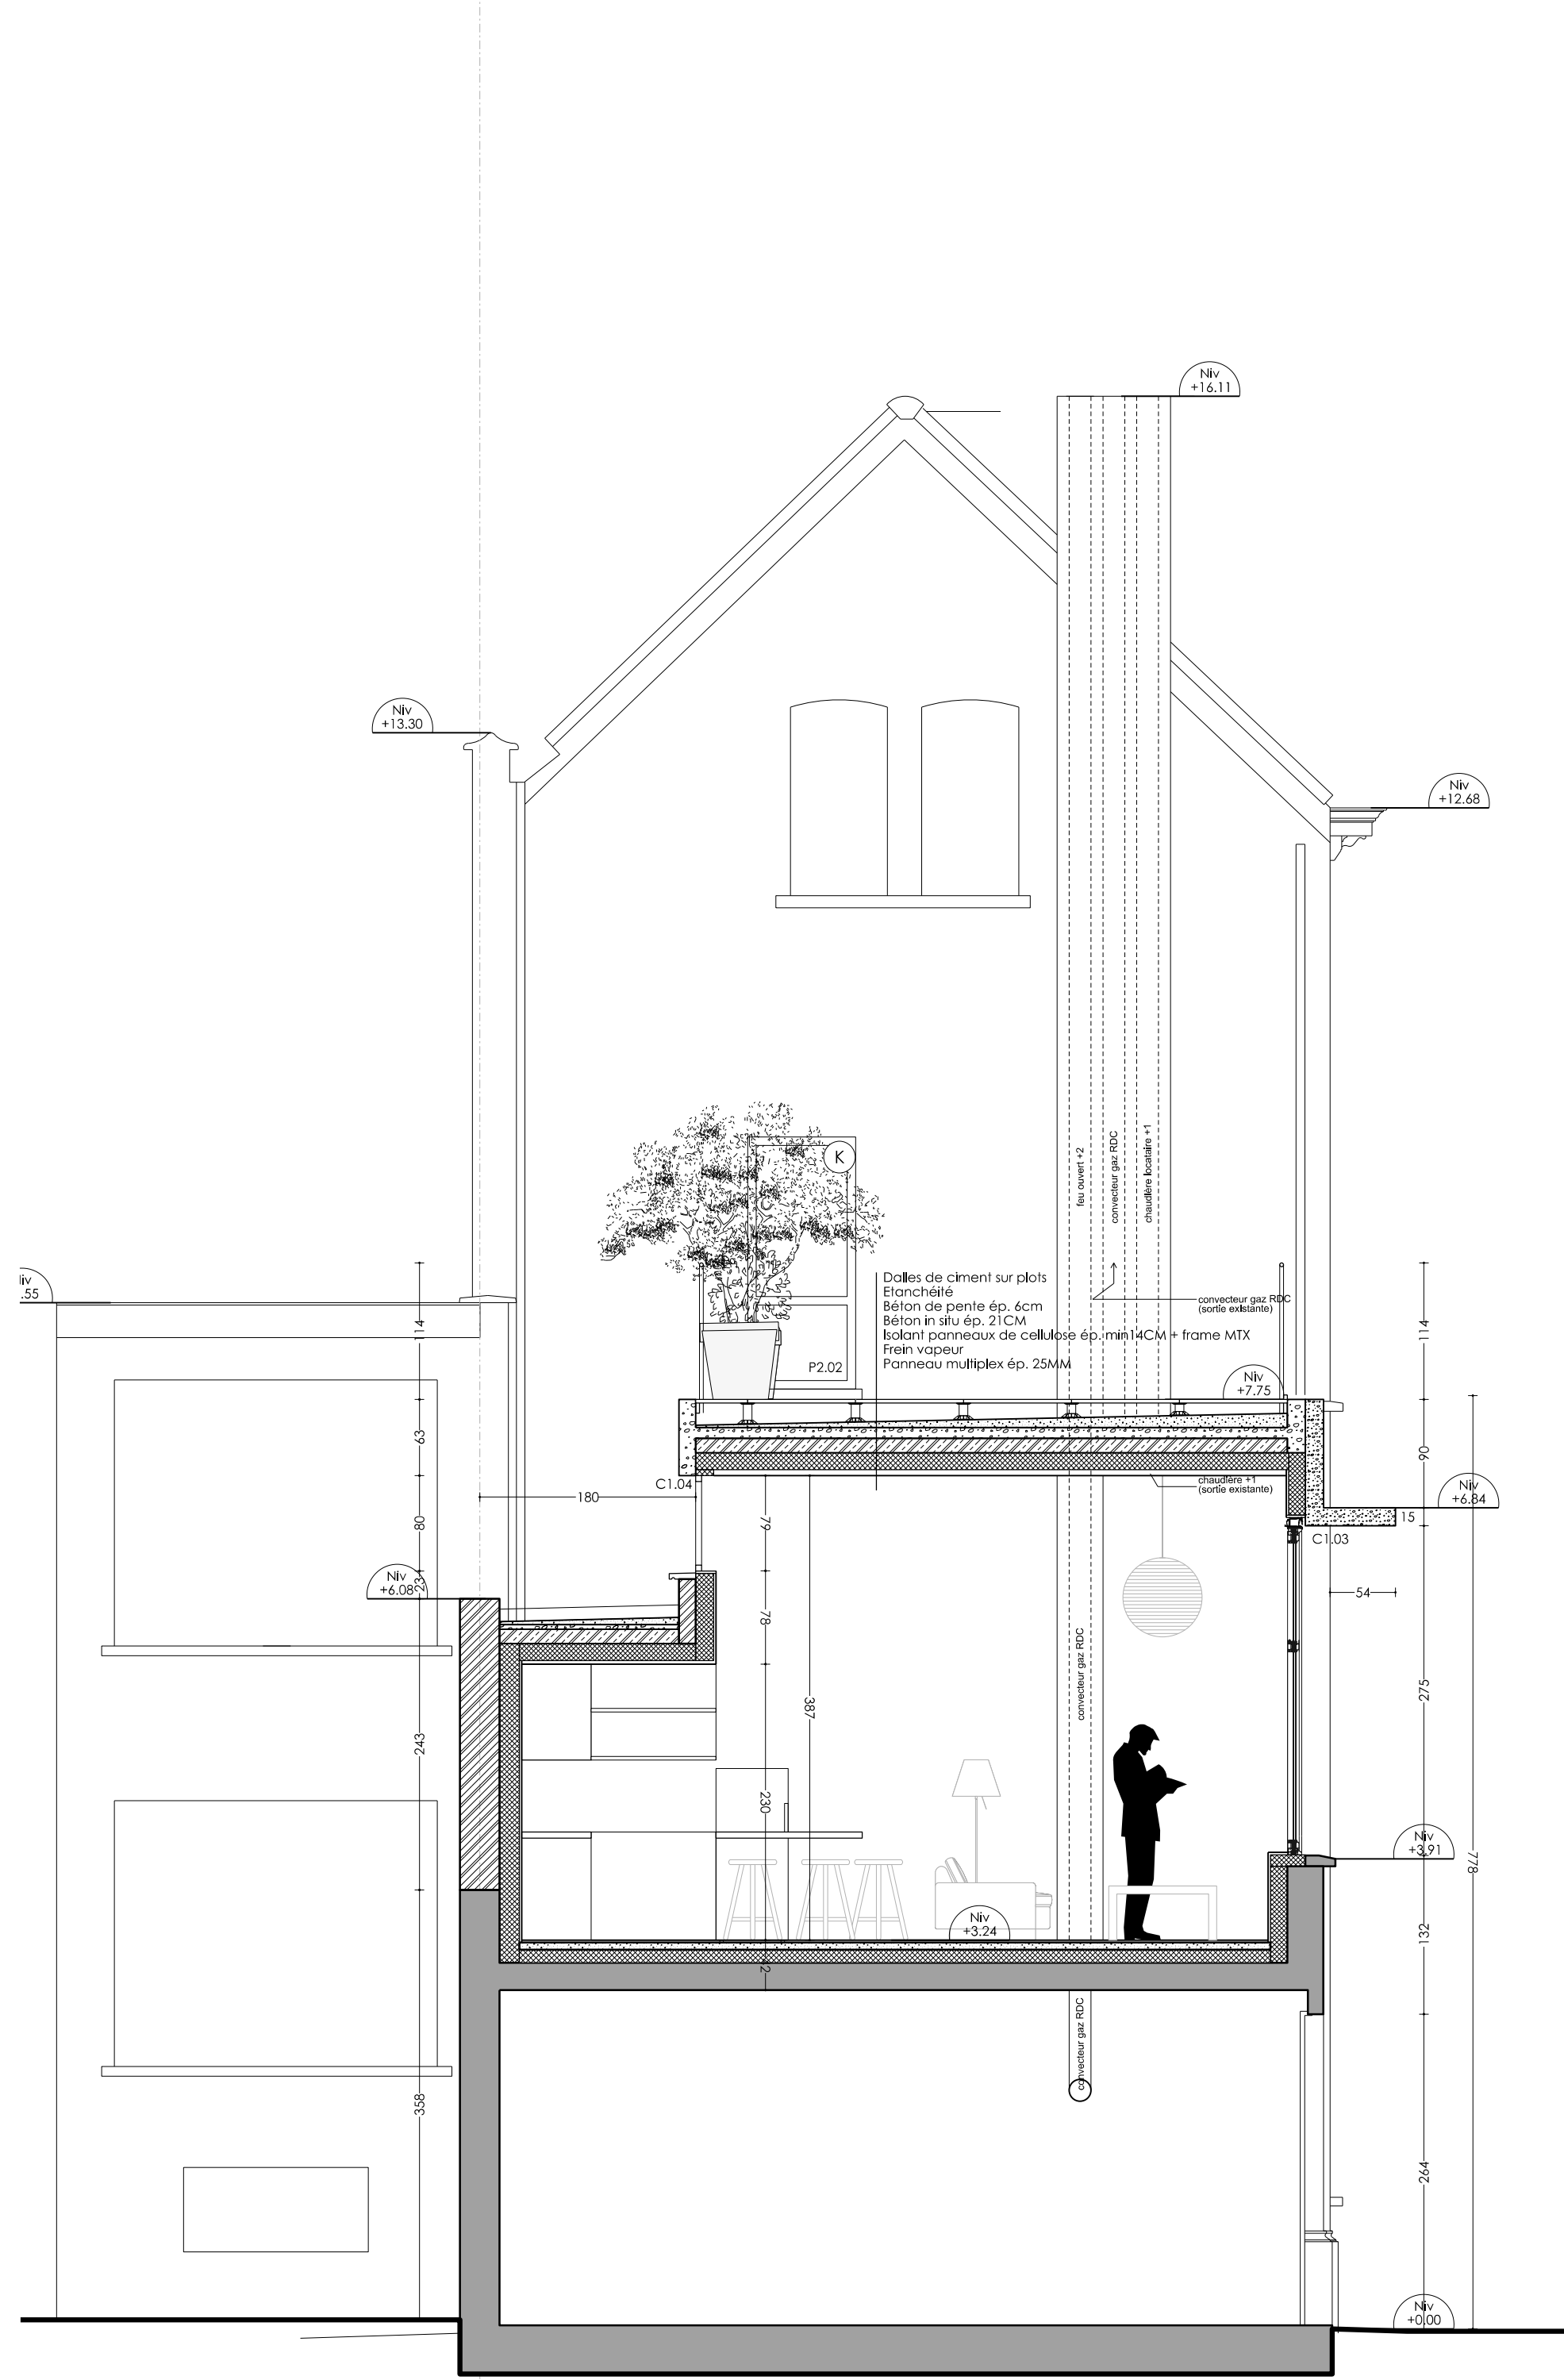 Niv
+16.11
Niv
+13.30
Niv
+12.68
K
feu ouvert +2
convecteur gaz RDC
chaudière locataire +1
.55
Dalles de ciment sur plots
Etanchéité
Béton de pente ép. 6cm
Béton in situ ép. 21CM
Isolant panneaux de cellulose ép. min14CM + frame MTX
Frein vapeur
Panneau multiplex ép. 25MM
convecteur gaz RDC
(sortie existante)
P2.02
Niv
+7.75
114
114
63
90
C1.04
chaudière +1
(sortie existante)
180
Niv
+6.84
15
80
79
C1.03
Niv
+6.08
23
54
78
convecteur gaz RDC
387
275
243
230
Niv
+3.91
778
Niv
+3.24
132
42
convecteur gaz RDC
358
264
Niv
+0.00